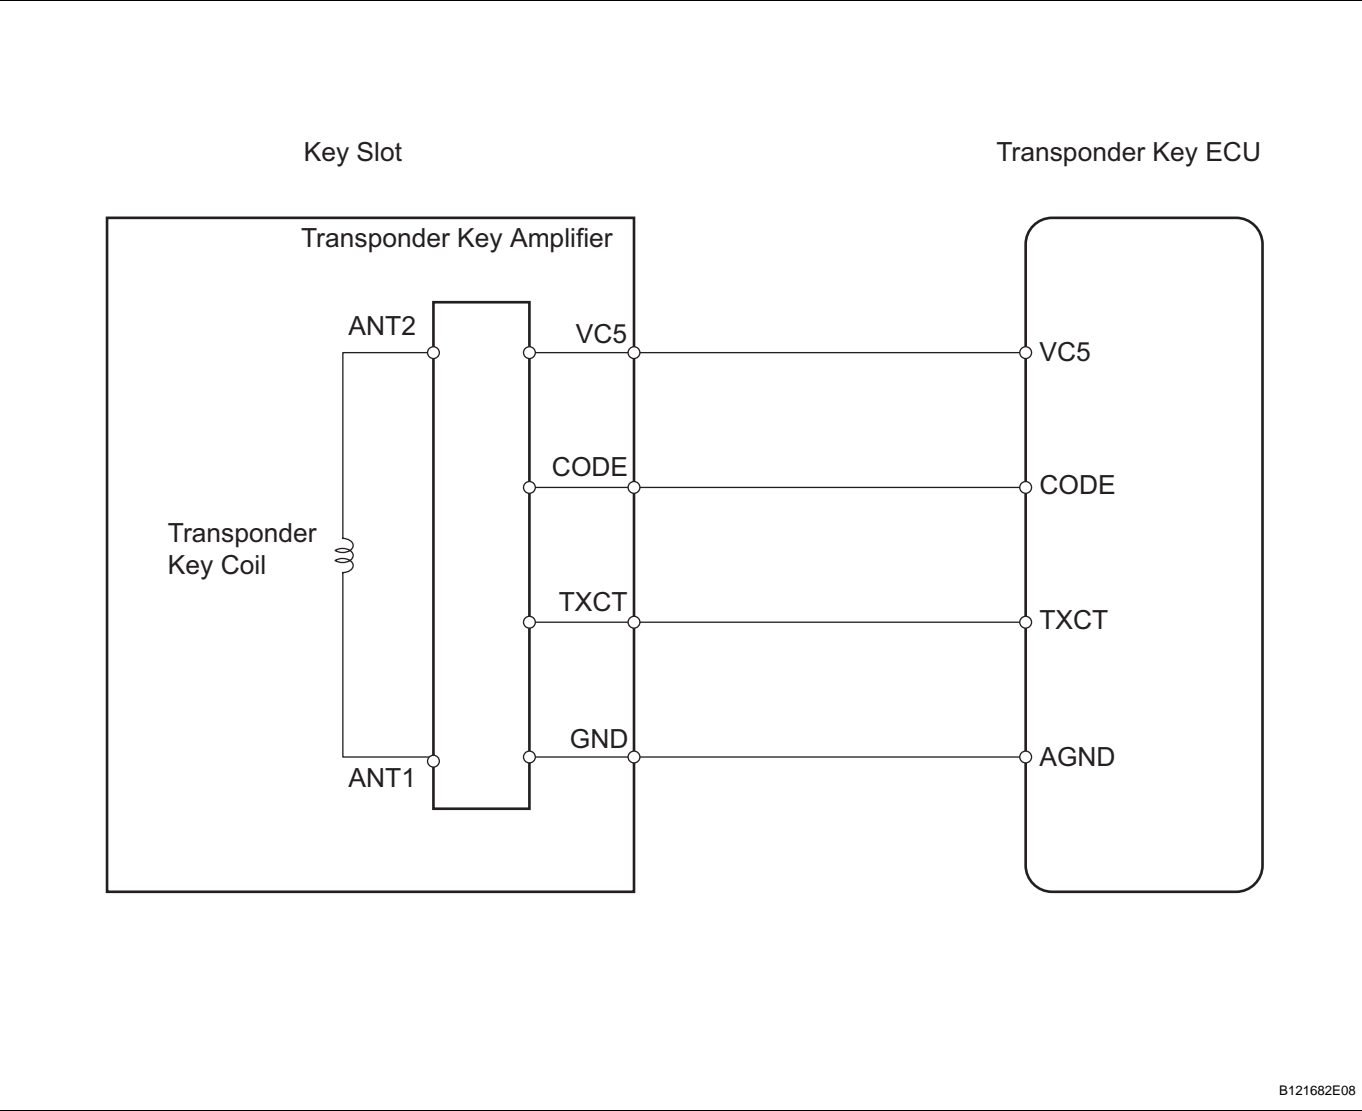 Key Slot
Transponder Key ECU
Transponder Key Amplifier
ANT2
VC5
VC5
CODE
CODE
Transponder
Key Coil
TXCT
TXCT
GND
AGND
ANT1
B121682E08